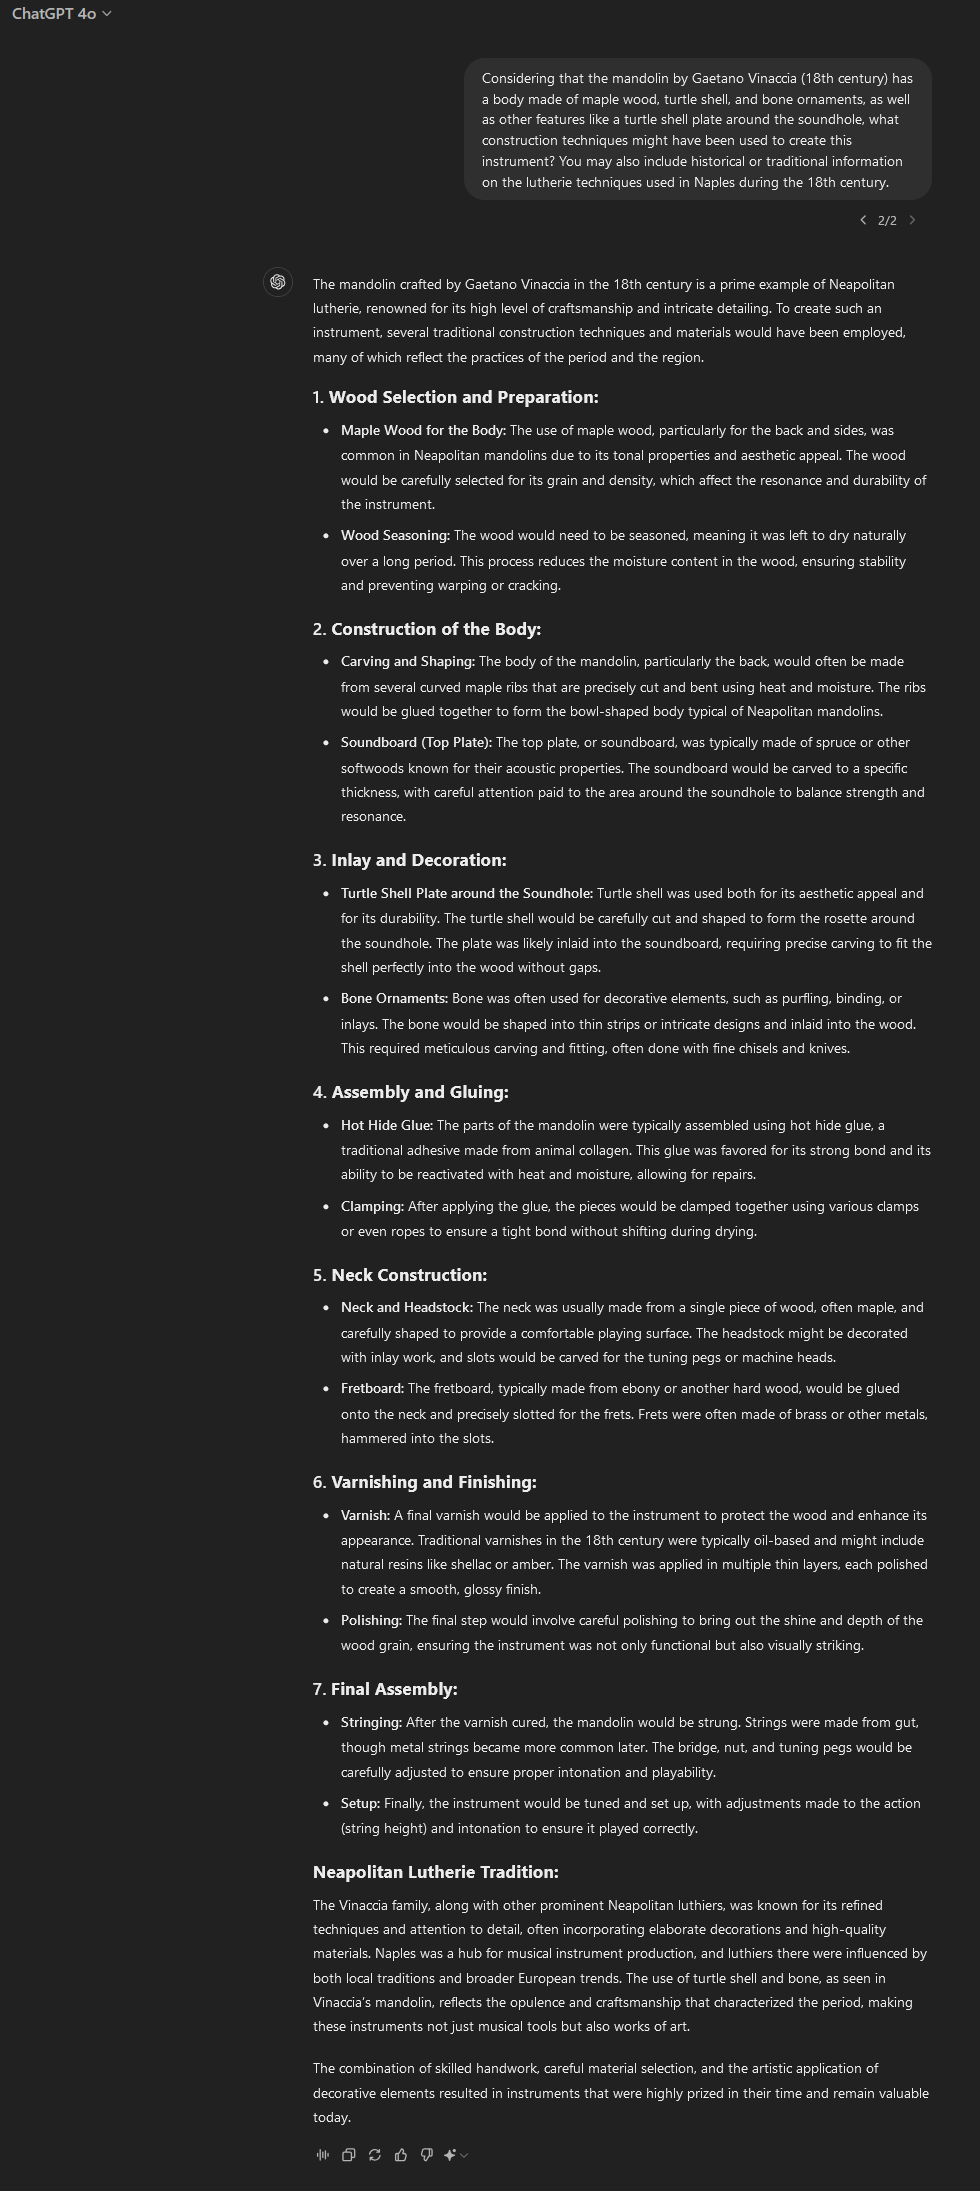 ChatGPT 4o
Considering that the mandolin by Gaetano Vinaccia (18th century) has
a body made of maple wood, turtle shell, and bone ornaments, as well
as other features like a turtle shell plate around the soundhole, what
construction techniques might have been used to create this
instrument? You may also include historical or traditional information
on the lutherie techniques used in Naples during the 18th century.
2/2
The mandolin crafted by Gaetano Vinaccia in the 18th century is a prime example of Neapolitan
lutherie, renowned for its high level of craftsmanship and intricate detailing. To create such an
instrument, several traditional construction techniques and materials would have been employed,
many of which reflect the practices of the period and the region.
1. Wood Selection and Preparation:
• Maple Wood for the Body: The use of maple wood, particularly for the back and sides, was
common in Neapolitan mandolins due to its tonal properties and aesthetic appeal. The wood
would be carefully selected for its grain and density, which affect the resonance and durability of
the instrument.
• Wood Seasoning: The wood would need to be seasoned, meaning it was left to dry naturally
over a long period. This process reduces the moisture content in the wood, ensuring stability
and preventing warping or cracking.
2. Construction of the Body:
• Carving and Shaping: The body of the mandolin, particularly the back, would often be made
from several curved maple ribs that are precisely cut and bent using heat and moisture. The ribs
would be glued together to form the bowl-shaped body typical of Neapolitan mandolins.
• Soundboard (Top Plate): The top plate, or soundboard, was typically made of spruce or other
softwoods known for their acoustic properties. The soundboard would be carved to a specific
thickness, with careful attention paid to the area around the soundhole to balance strength and
resonance.
3. Inlay and Decoration:
• Turtle Shell Plate around the Soundhole: Turtle shell was used both for its aesthetic appeal and
for its durability. The turtle shell would be carefully cut and shaped to form the rosette around
the soundhole. The plate was likely inlaid into the soundboard, requiring precise carving to fit the
shell perfectly into the wood without gaps.
• Bone Ornaments: Bone was often used for decorative elements, such as purfling, binding, or
inlays. The bone would be shaped into thin strips or intricate designs and inlaid into the wood.
This required meticulous carving and fitting, often done with fine chisels and knives.
4. Assembly and Gluing:
• Hot Hide Glue: The parts of the mandolin were typically assembled using hot hide glue, a
traditional adhesive made from animal collagen. This glue was favored for its strong bond and its
ability to be reactivated with heat and moisture, allowing for repairs.
• Clamping: After applying the glue, the pieces would be clamped together using various clamps
or even ropes to ensure a tight bond without shifting during drying.
5. Neck Construction:
• Neck and Headstock: The neck was usually made from a single piece of wood, often maple, and
carefully shaped to provide a comfortable playing surface. The headstock might be decorated
with inlay work, and slots would be carved for the tuning pegs or machine heads.
• Fretboard: The fretboard, typically made from ebony or another hard wood, would be glued
onto the neck and precisely slotted for the frets. Frets were often made of brass or other metals,
hammered into the slots.
6. Varnishing and Finishing:
• Varnish: A final varnish would be applied to the instrument to protect the wood and enhance its
appearance. Traditional varnishes in the 18th century were typically oil-based and might include
natural resins like shellac or amber. The varnish was applied in multiple thin layers, each polished
to create a smooth, glossy finish.
• Polishing: The final step would involve careful polishing to bring out the shine and depth of the
wood grain, ensuring the instrument was not only functional but also visually striking.
7. Final Assembly:
• Stringing: After the varnish cured, the mandolin would be strung. Strings were made from gut,
though metal strings became more common later. The bridge, nut, and tuning pegs would be
carefully adjusted to ensure proper intonation and playability.
• Setup: Finally, the instrument would be tuned and set up, with adjustments made to the action
(string height) and intonation to ensure it played correctly.
Neapolitan Lutherie Tradition:
The Vinaccia family, along with other prominent Neapolitan luthiers, was known for its refined
techniques and attention to detail, often incorporating elaborate decorations and high-quality
materials. Naples was a hub for musical instrument production, and luthiers there were influenced by
both local traditions and broader European trends. The use of turtle shell and bone, as seen in
Vinaccia's mandolin, reflects the opulence and craftsmanship that characterized the period, making
these instruments not just musical tools but also works of art.
The combination of skilled handwork, careful material selection, and the artistic application of
decorative elements resulted in instruments that were highly prized in their time and remain valuable
today.